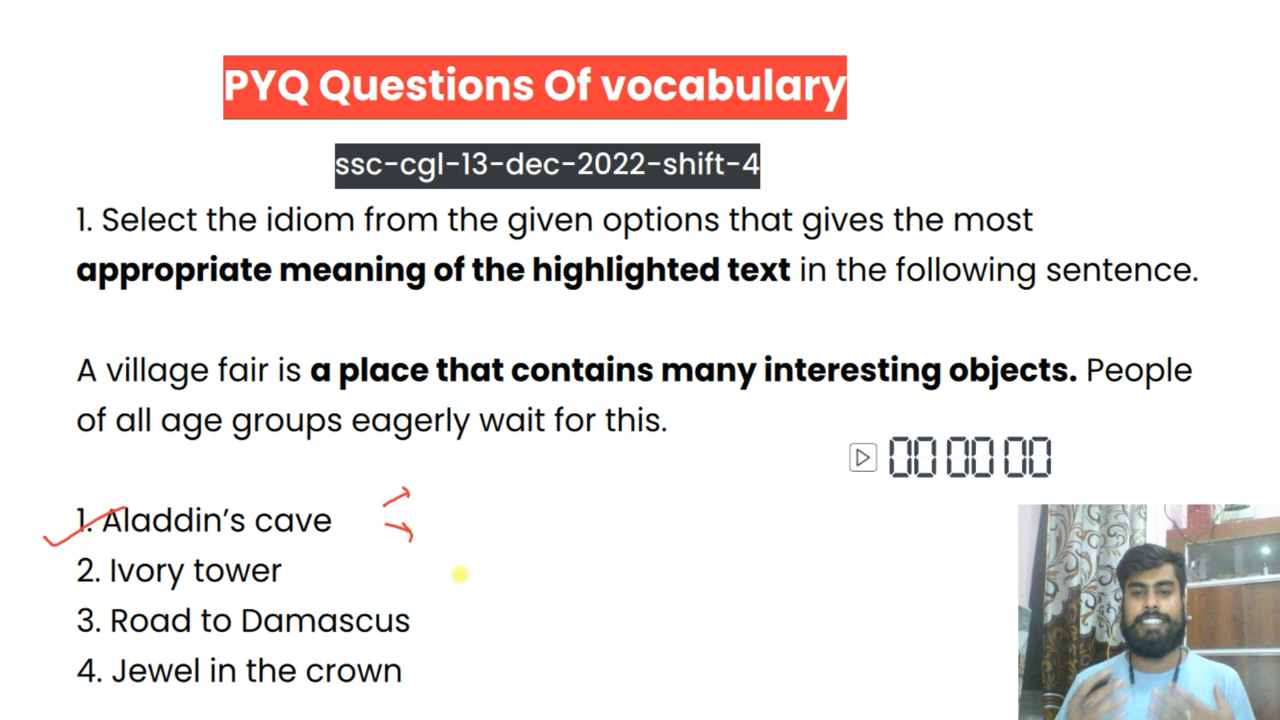 PYQ Questions Of vocabulary
ssc-cgl-13-dec-2022-shift-4
1. Select the idiom from the given options that gives the most
appropriate meaning of the highlighted text in the following sentence.
A village fair is a place that contains many interesting objects. People
of all age groups eagerly wait for this.
00 00 00
1. Aladdin's cave
2. Ivory tower
3. Road to Damascus
4. Jewel in the crown